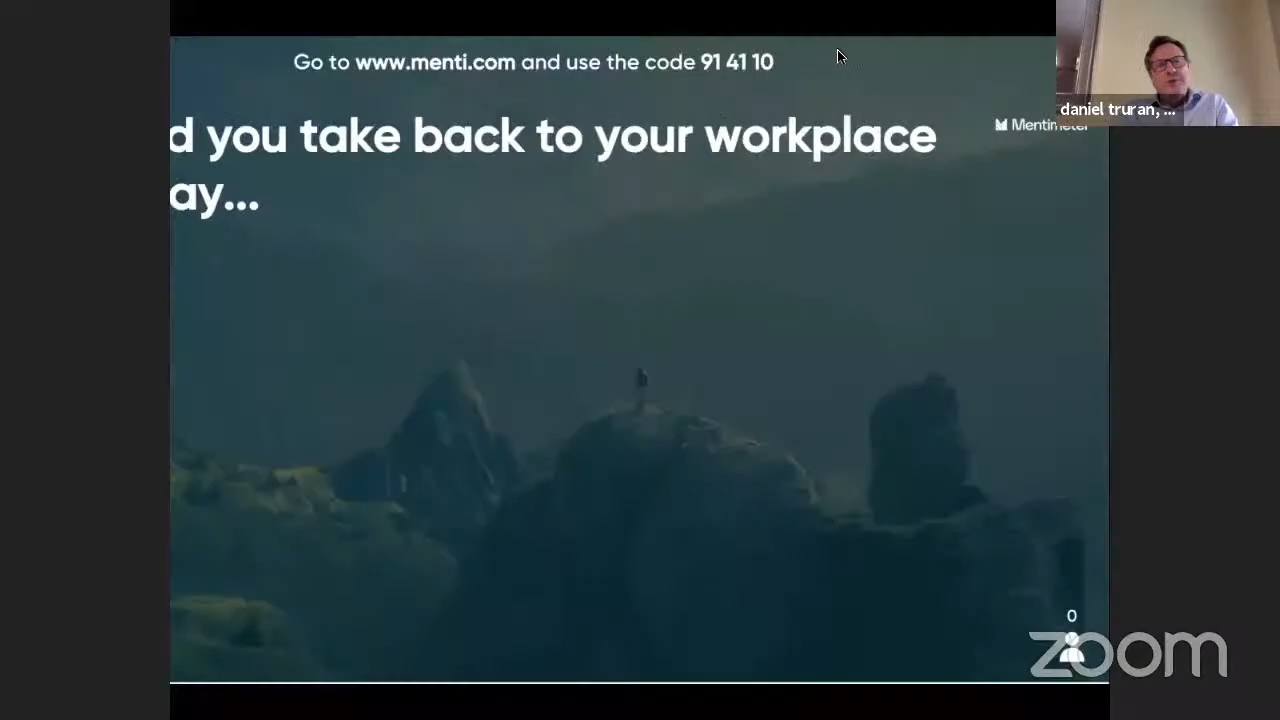 Go to www.menti.com and use the code 91 41 10
daniel truran, ...
Mentimeter
d you take back to your workplace
ay...
0
zoom